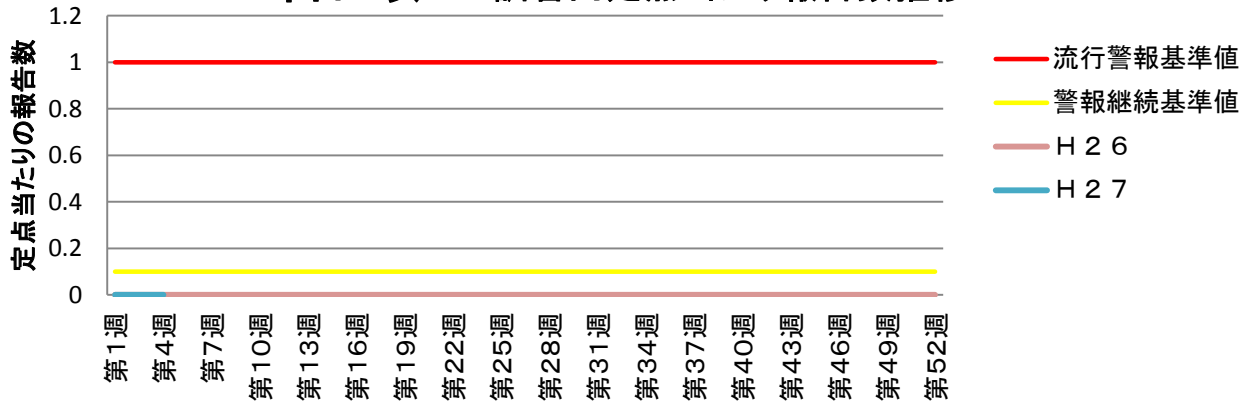 1.2
1
0.8
0.6
0.4
0.2
0
定点当たりの報告数
第1週
第4週
第7週
第10週
第13週
第16週
第19週
第22週
第25週
第28週
第31週
第34週
第37週
第40週
第43週
第46週
第49週
第52週
流行警報基準値
警報継続基準値
H26
H27